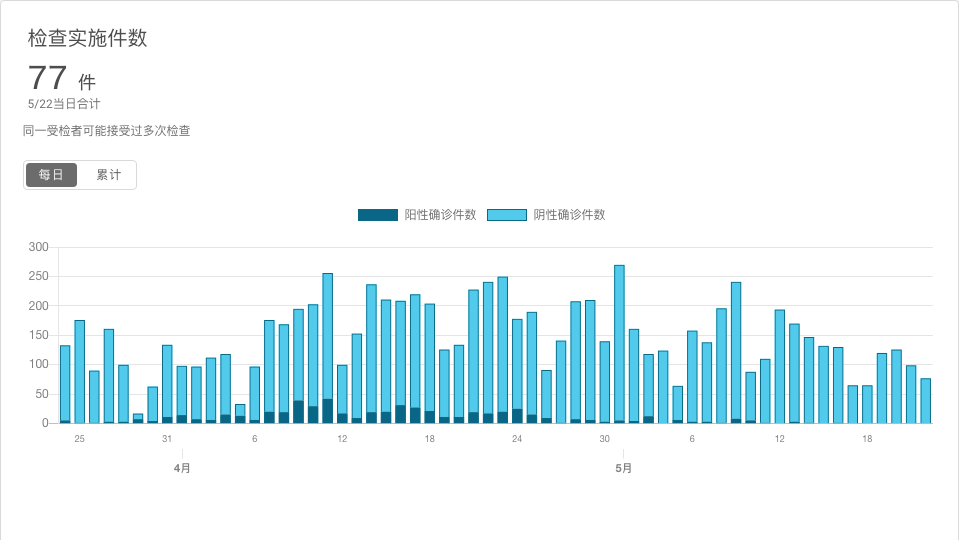 检查实施件数
77 件
5/22当日合计
同一受检者可能接受过多次检查
每日 累计
阳性确诊件数 阴性确诊件数
300
250
200
150
100
50
0
25 31 6 12 18 24 30 6 12 18
4月 5月